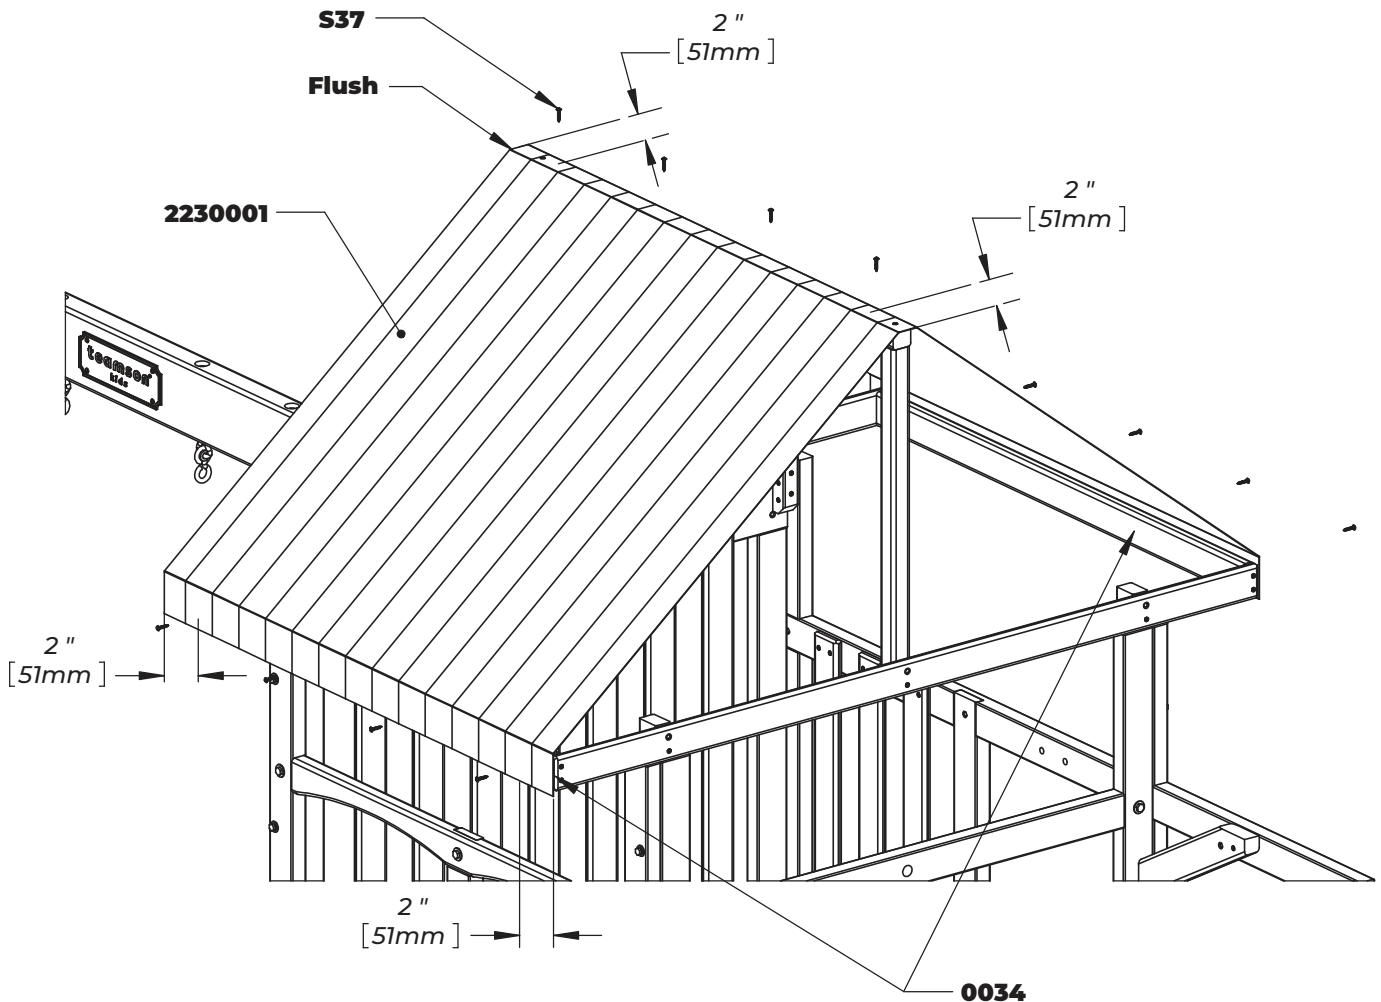 S37
2 "
[51mm]
Flush
2 "
[51mm]
2230001
teamson
kids
2 "
[51mm]
2 "
[51mm]
0034